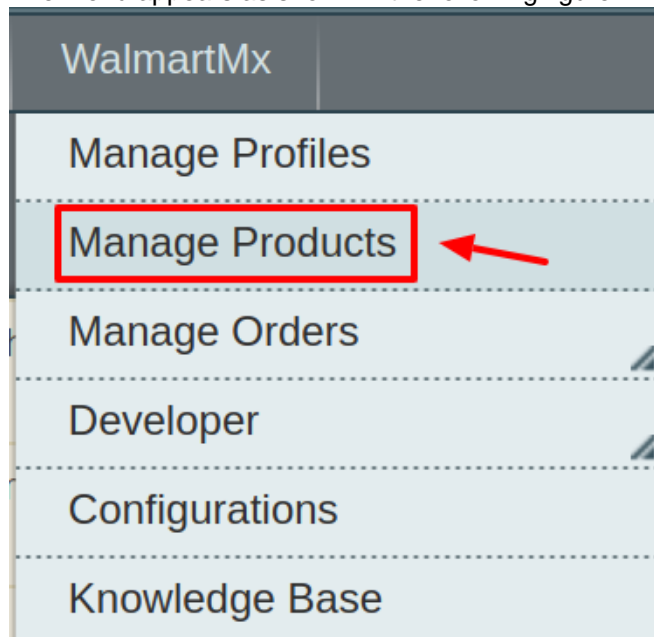 WalmartMx
Manage Profiles
Manage Products
Manage Orders
Developer
Configurations
Knowledge Base